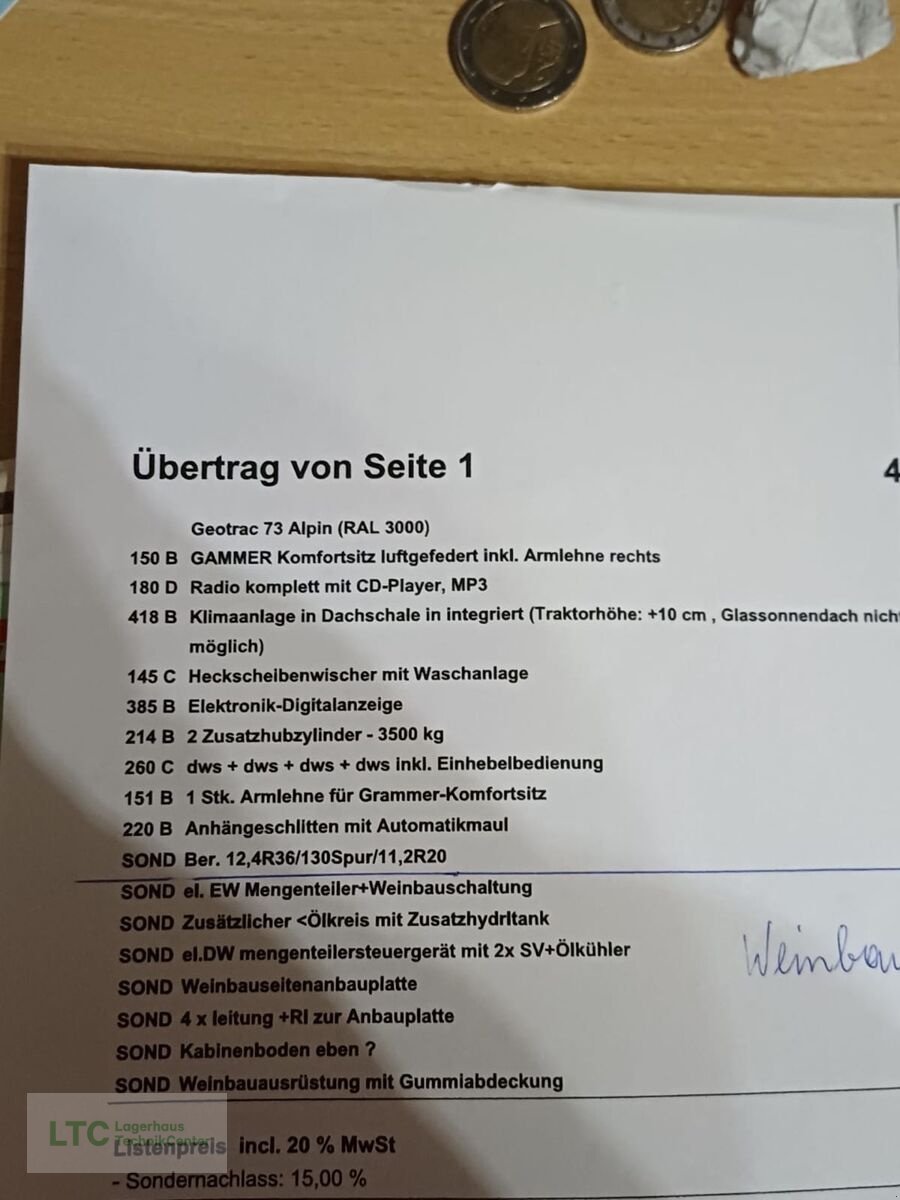 Übertrag von Seite 1 4
Geotrac 73 Alpin (RAL 3000)
150 B GAMMER Komfortsitz luftgefedert inkl. Armlehne rechts
180 D Radio komplett mit CD-Player, MP3
418 B Klimaanlage in Dachschale in integriert (Traktorhöhe: +10 cm , Glassonnendach nicht
möglich)
145 C Heckscheibenwischer mit Waschanlage
385 B Elektronik-Digitalanzeige
214 B 2 Zusatzhubzylinder - 3500 kg
260 C dws + dws + dws + dws inkl. Einhebelbedienung
151 B 1 Stk. Armlehne für Grammer-Komfortsitz
220 B Anhängeschlitten mit Automatikmaul
SOND Ber. 12,4R36/130Spur/11,2R20
SOND el. EW Mengenteiler+Weinbauschaltung
SOND Zusätzlicher <Ölkreis mit Zusatzhydrltank
SOND el.DW mengenteilersteuergerät mit 2x SV+Ölkühler
Weinbau
SOND Weinbauseitenanbauplatte
SOND 4 x leitung +Rl zur Anbauplatte
SOND Kabinenboden eben ?
SOND Weinbauausrüstung mit Gummiabdeckung
LTC Lagerhaus
TechnikCenter
Listenpreis incl. 20 % MwSt
- Sondernachlass: 15,00 %